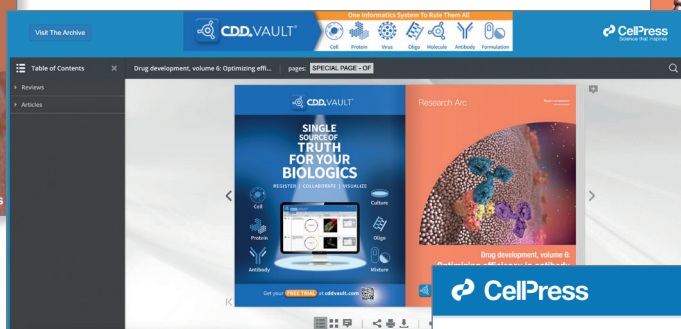 One Informatics System To Rule Them All
Visit The Archive
CDD. VAULT®
Cell Protein Virus Oligo Molecule Antibody Formulation
CellPress
Science that inspires
Table of Contents
Drug development, volume 6: Optimizing effi...
pages: SPECIAL PAGE - OF
Reviews
Articles
CDD. VAULT®
SINGLE
SOURCE OF
TRUTH
FOR YOUR
BIOLOGICS
REGISTER | COLLABORATE | VISUALIZE
Cell
Culture
Protein
Oligo
Antibody
Mixture
Get your FREE TRIAL at cddvault.com
Research Arc
Drug development, volume 6:
CellPress